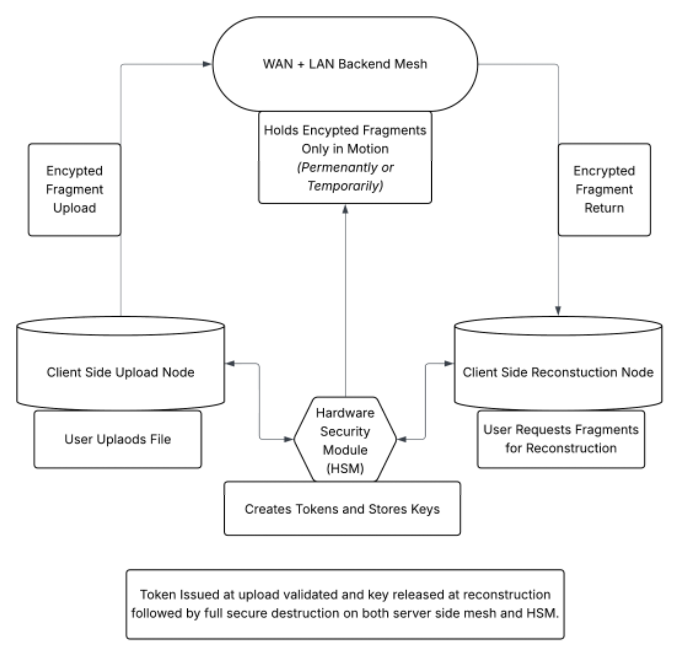 WAN + LAN Backend Mesh
Holds Encypted Fragments
Only in Motion
(Permenantly or
Temporarily)
Encypted
Fragment
Upload
Encrypted
Fragment
Return
Client Side Upload Node
User Uplaods File
Client Side Reconstuction Node
User Requests Fragments
for Reconstruction
Hardware
Security
Module
(HSM)
Creates Tokens and Stores Keys
Token Issued at upload validated and key released at reconstruction
followed by full secure destruction on both server side mesh and HSM.